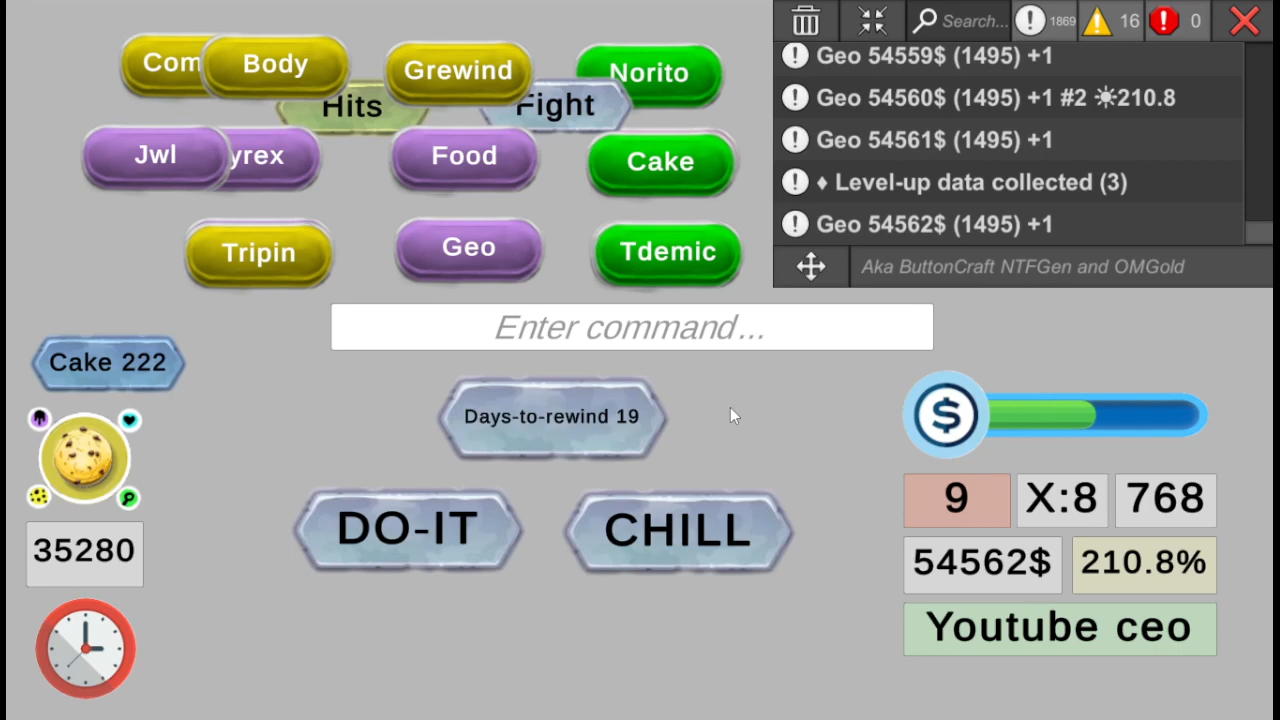 Com
Body
Grewind
Norito
Hits
Fight
Jwl
yrex
Food
Cake
Tripin
Geo
Tdemic
Search...
1869
16
0
Geo 54559$ (1495) +1
Geo 54560$ (1495) +1 #2 ☀210.8
Geo 54561$ (1495) +1
♦ Level-up data collected (3)
Geo 54562$ (1495) +1
Aka ButtonCraft NTFGen and OMGold
Enter command...
Cake 222
35280
Days-to-rewind 19
DO-IT
CHILL
$
9
X:8
768
54562$
210.8%
Youtube ceo